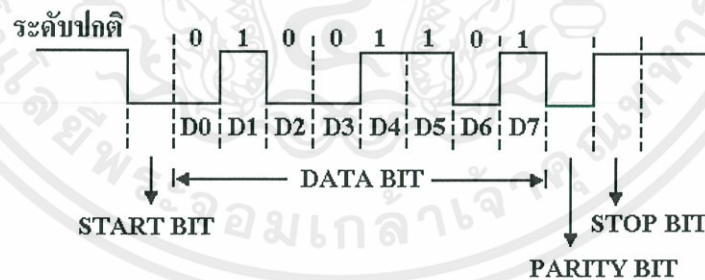 ระดับปกติ
0 1 0 0 1 1 0 1
D0 D1 D2 D3 D4 D5 D6 D7
DATA BIT
START BIT
STOP BIT
PARITY BIT